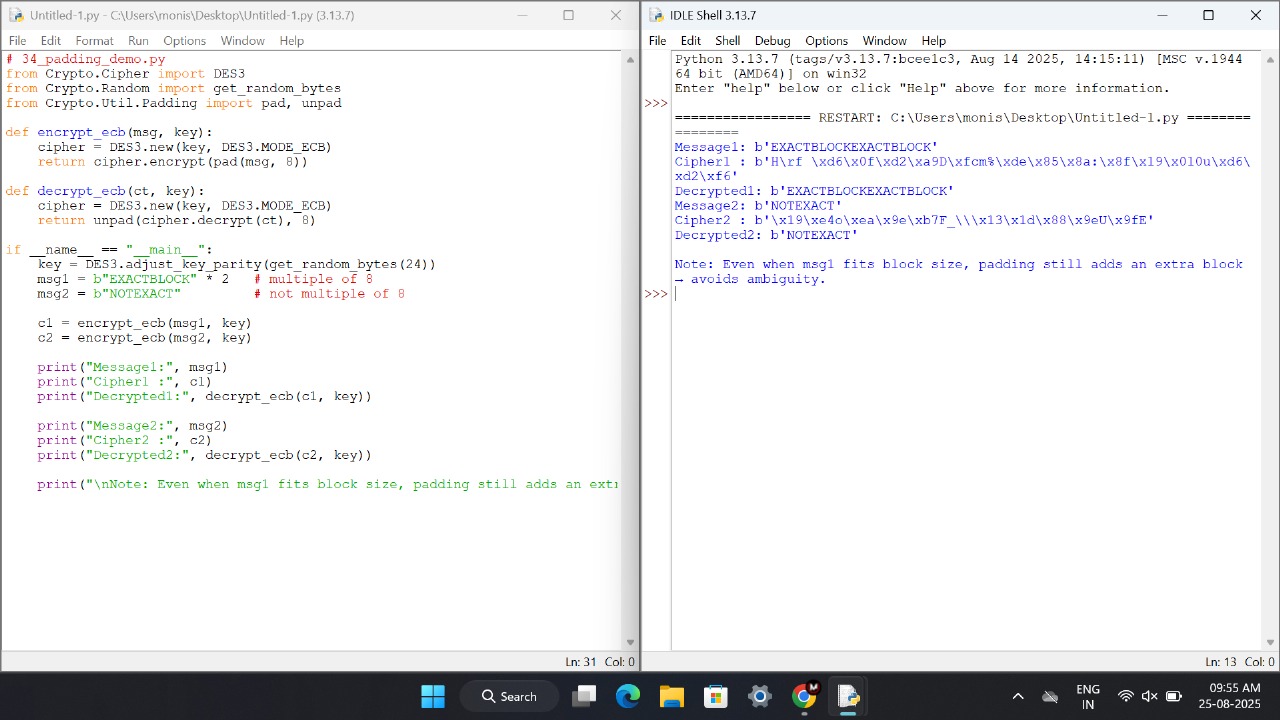 Untitled-1.py - C:\Users\monis\Desktop\Untitled-1.py (3.13.7)
File Edit Format Run Options Window Help
# 34_padding_demo.py
from Crypto.Cipher import DES3
from Crypto.Random import get_random_bytes
from Crypto.Util.Padding import pad, unpad
def encrypt_ecb(msg, key):
    cipher = DES3.new(key, DES3.MODE_ECB)
    return cipher.encrypt(pad(msg, 8))
def decrypt_ecb(ct, key):
    cipher = DES3.new(key, DES3.MODE_ECB)
    return unpad(cipher.decrypt(ct), 8)
if __name__ == "__main__":
    key = DES3.adjust_key_parity(get_random_bytes(24))
    msg1 = b"EXACTBLOCK" * 2   # multiple of 8
    msg2 = b"NOTEXACT"         # not multiple of 8
    c1 = encrypt_ecb(msg1, key)
    c2 = encrypt_ecb(msg2, key)
    print("Message1:", msg1)
    print("Cipher1 :", c1)
    print("Decrypted1:", decrypt_ecb(c1, key))
    print("Message2:", msg2)
    print("Cipher2 :", c2)
    print("Decrypted2:", decrypt_ecb(c2, key))
    print("\nNote: Even when msg1 fits block size, padding still adds an
Ln: 31 Col: 0
IDLE Shell 3.13.7
File Edit Shell Debug Options Window Help
Python 3.13.7 (tags/v3.13.7:bcee1c3, Aug 14 2025, 14:15:11) [MSC v.1944
64 bit (AMD64)] on win32
Enter "help" below or click "Help" above for more information.
>>>
================= RESTART: C:\Users\monis\Desktop\Untitled-1.py ========
========
Message1: b'EXACTBLOCKEXACTBLOCK'
Cipher1 : b'H\rf \xd6\x0f\xd2\xa9D\xfcm%\xde\x85\x8a:\x8f\x19\x010u\xd6\
xd2\xf6'
Decrypted1: b'EXACTBLOCKEXACTBLOCK'
Message2: b'NOTEXACT'
Cipher2 : b'\x19\xe4o\xea\x9e\xb7F_\\\x13\x1d\x88\x9eU\x9fE'
Decrypted2: b'NOTEXACT'
Note: Even when msg1 fits block size, padding still adds an extra block
→ avoids ambiguity.
>>>
Ln: 13 Col: 0
Search
M
ENG
IN
09:55 AM
25-08-2025